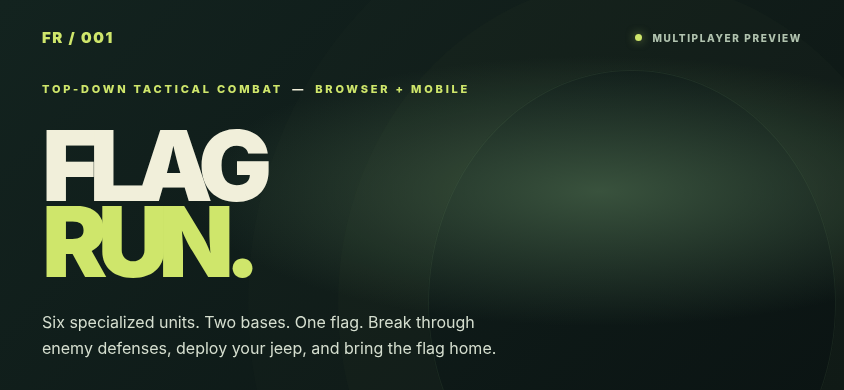 FR / 001
MULTIPLAYER PREVIEW
TOP-DOWN TACTICAL COMBAT — BROWSER + MOBILE
FLAG
RUN.
Six specialized units. Two bases. One flag. Break through
enemy defenses, deploy your jeep, and bring the flag home.